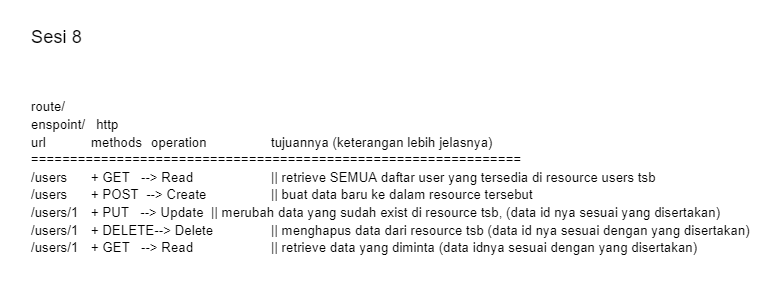 Sesi 8
route/
enspoint/ http
url methods operation tujuannya (keterangan lebih jelasnya)
===============================================================
/users + GET --> Read || retrieve SEMUA daftar user yang tersedia di resource users tsb
/users + POST --> Create || buat data baru ke dalam resource tersebut
/users/1 + PUT --> Update || merubah data yang sudah exist di resource tsb, (data id nya sesuai yang disertakan)
/users/1 + DELETE--> Delete || menghapus data dari resource tsb (data id nya sesuai dengan yang disertakan)
/users/1 + GET --> Read || retrieve data yang diminta (data idnya sesuai dengan yang disertakan)